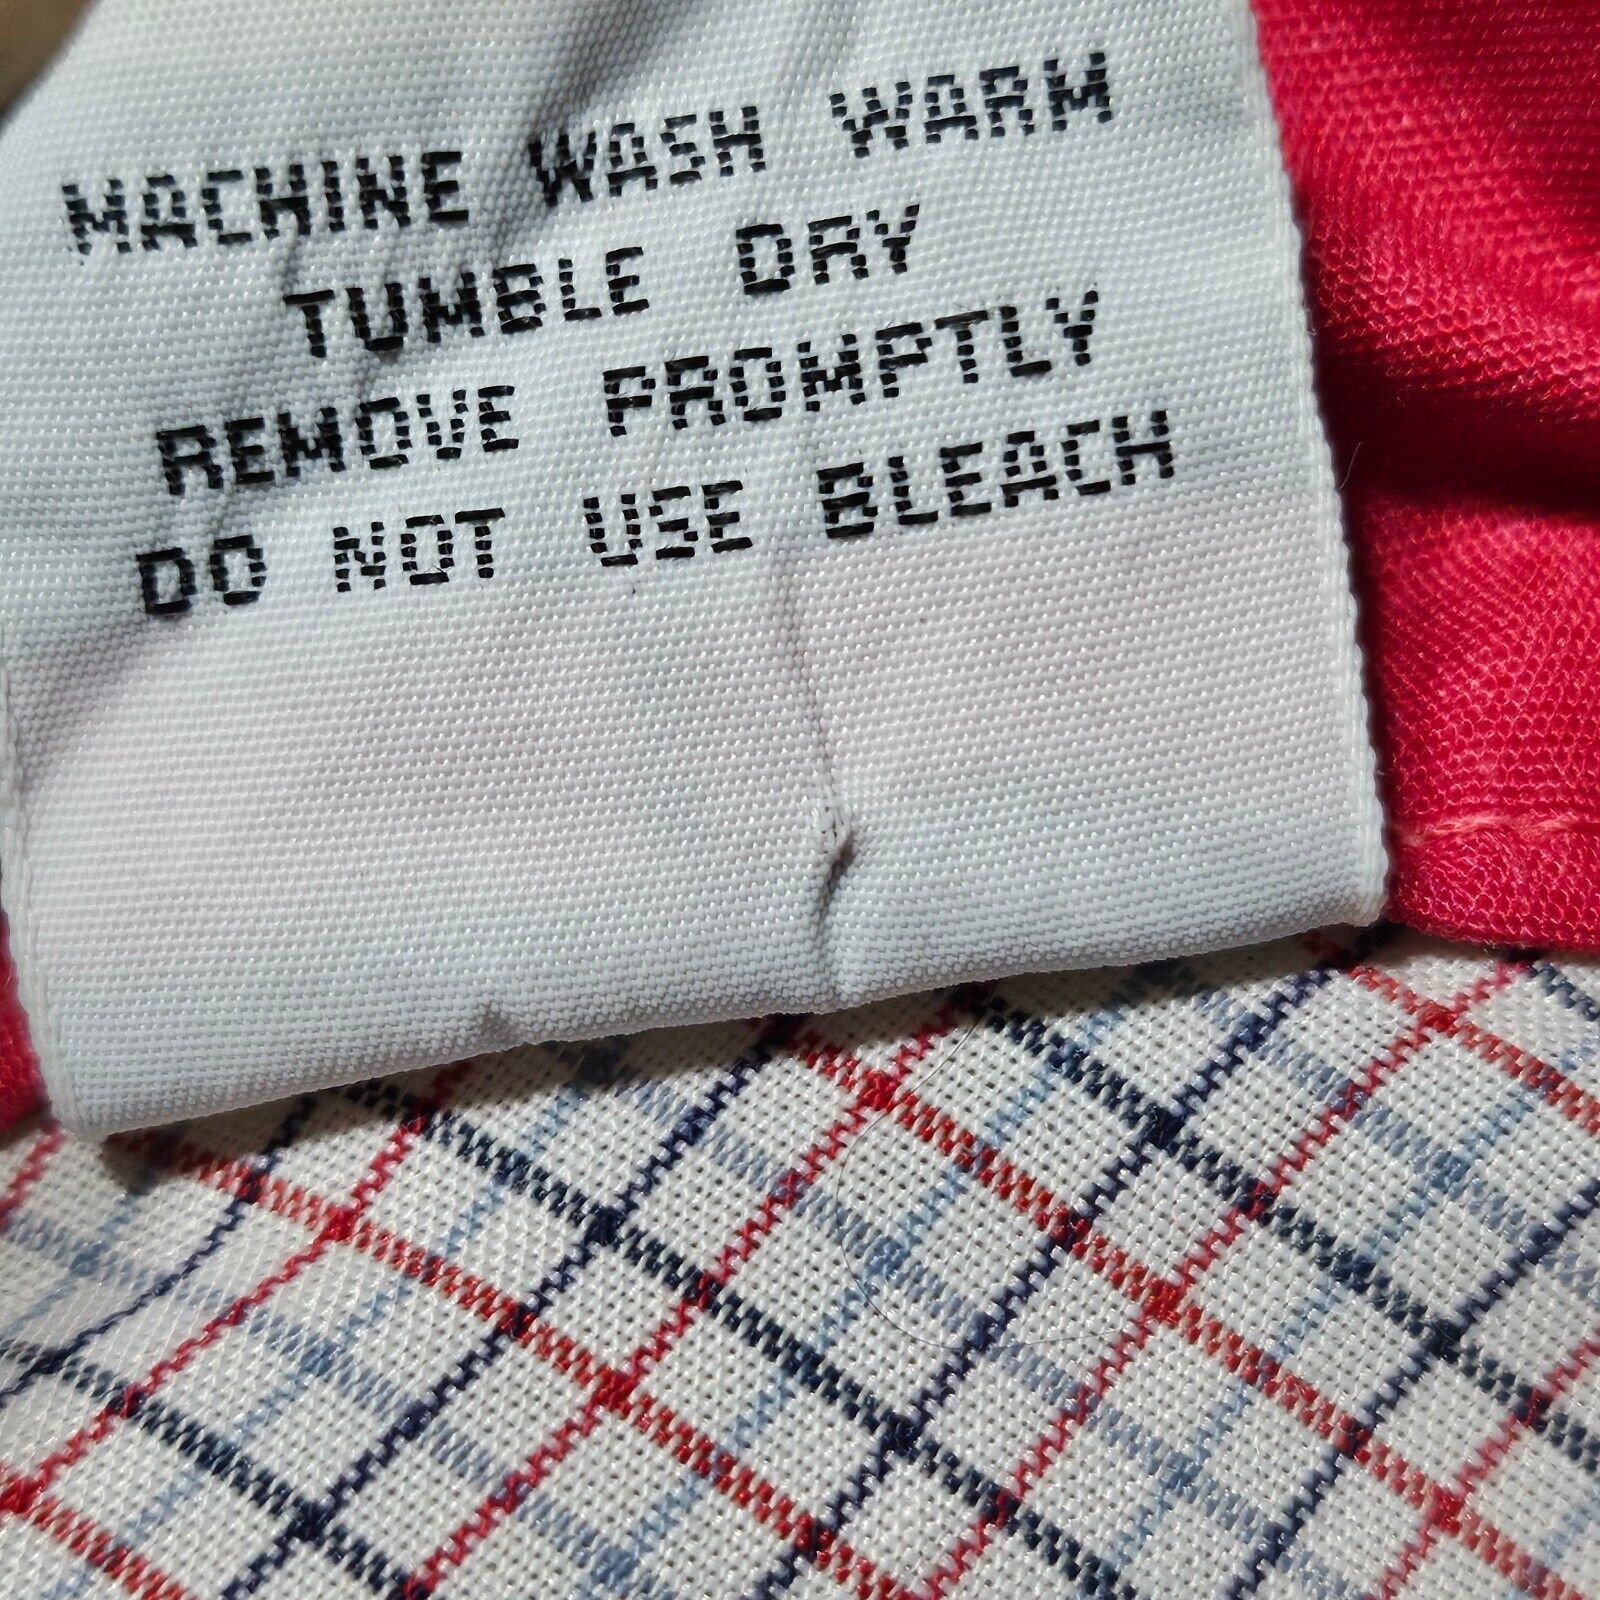 MACHINE WASH WARM
TUMBLE DRY
REMOVE PROMPTLY
DO NOT USE BLEACH